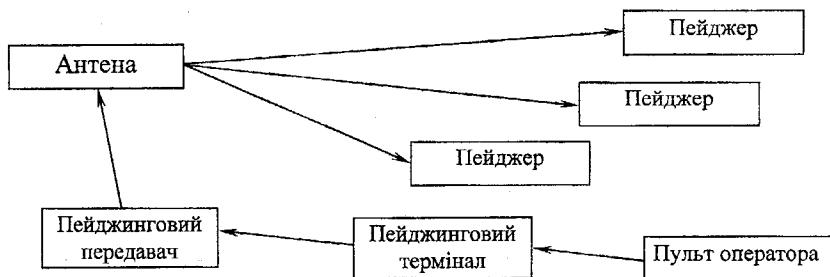 Пейджер
Антена
Пейджер
Пейджер
Пейджинговий
передавач
Пейджинговий
термінал
Пульт оператора